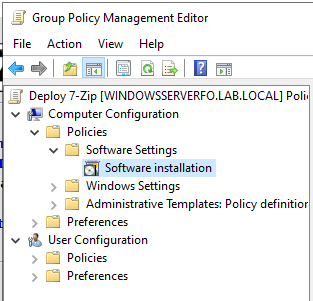 Group Policy Management Editor
File Action View Help
Deploy 7-Zip [WINDOWSSERVERFO.LAB.LOCAL] Polic
Computer Configuration
Policies
Software Settings
Software installation
Windows Settings
Administrative Templates: Policy definition
Preferences
User Configuration
Policies
Preferences